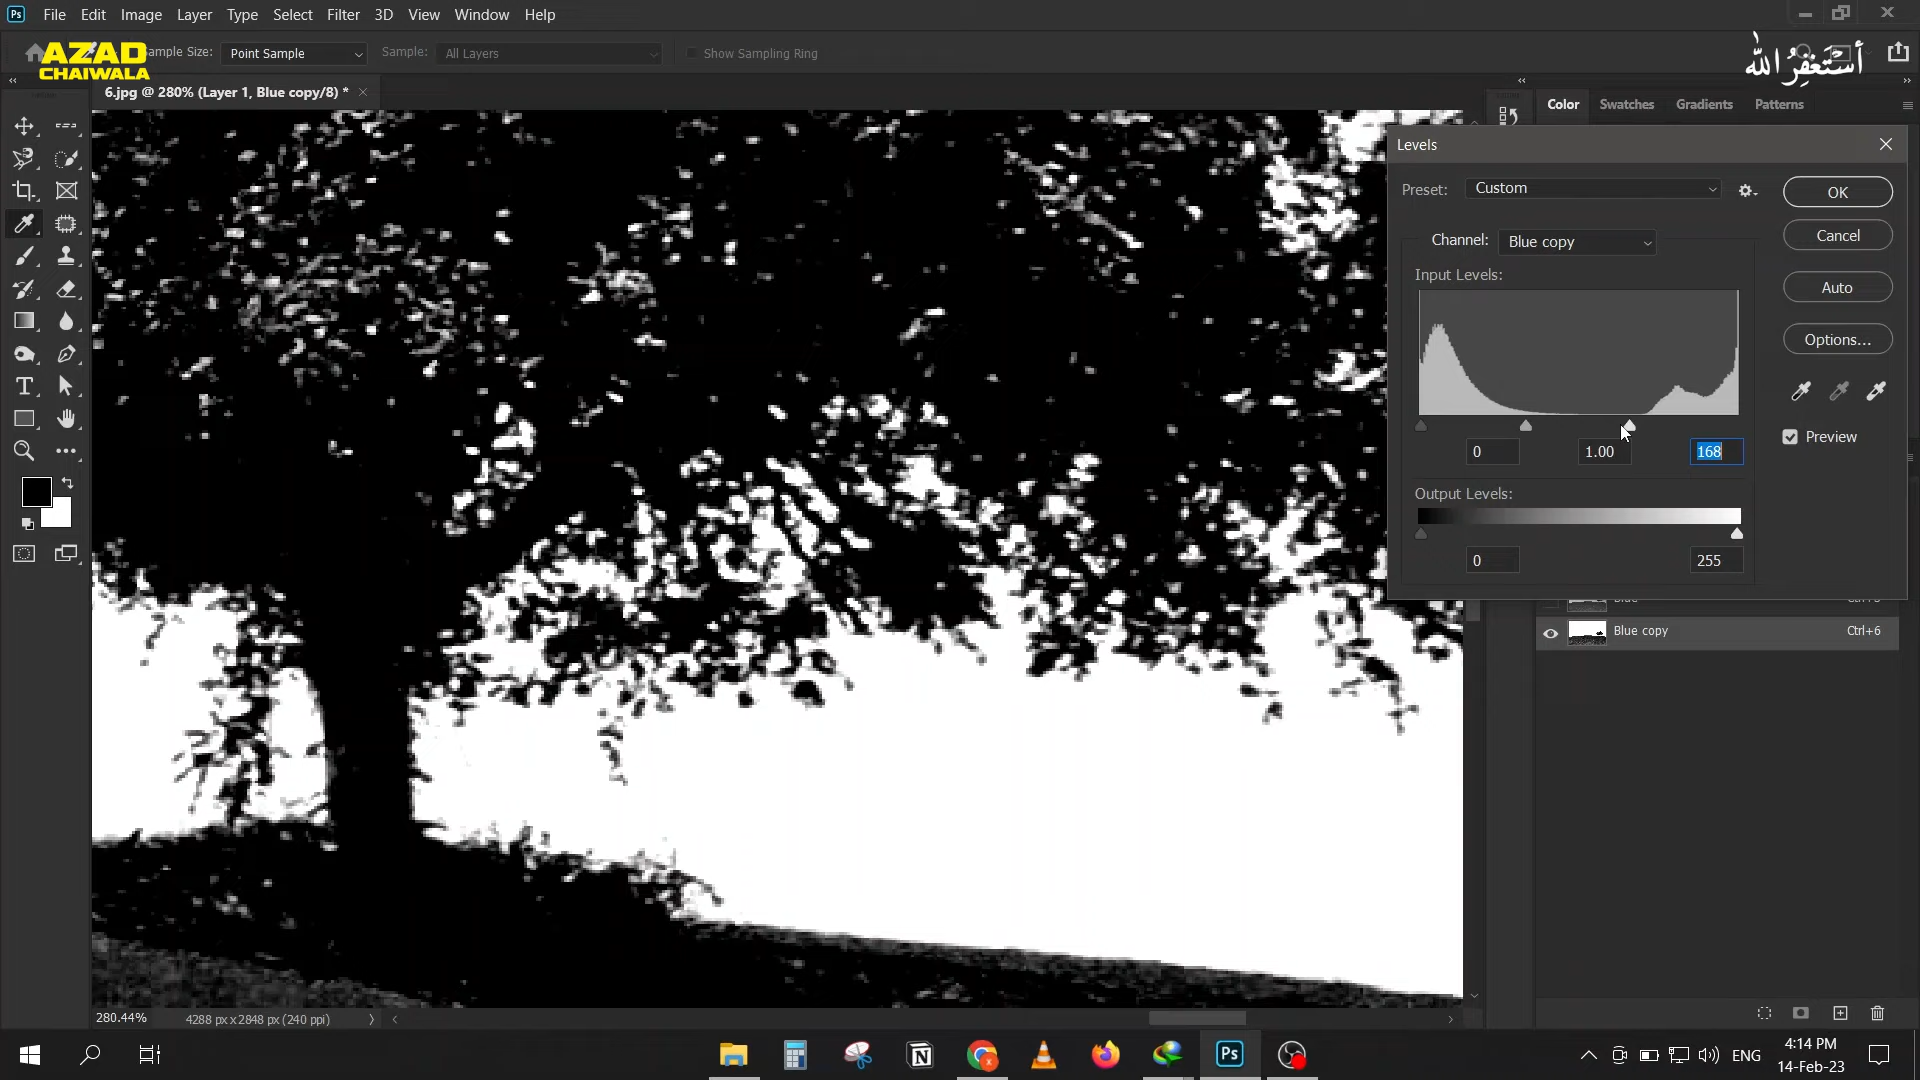 File Edit Image Layer Type Select Filter 3D View Window Help
AZAD
CHAIWALA
ample Size: Point Sample Sample: All Layers Show Sampling Ring
أَسْتَغْفِرُ اللّٰه
6.jpg @ 280% (Layer 1, Blue copy/8) *
Color Swatches Gradients Patterns
Levels
Preset: Custom
OK
Channel: Blue copy
Cancel
Input Levels:
Auto
Options...
Preview
0 1.00 168
Output Levels:
0 255
Blue copy Ctrl+6
280.44% 4288 px x 2848 px (240 ppi)
ENG
4:14 PM
14-Feb-23